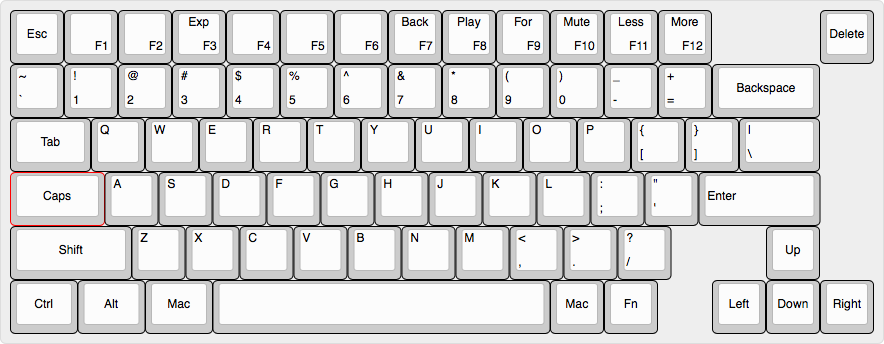 Esc F1 F2 Exp F3 F4 F5 F6 Back F7 Play F8 For F9 Mute F10 Less F11 More F12 Delete
~ ` ! 1 @ 2 # 3 $ 4 % 5 ^ 6 & 7 * 8 ( 9 ) 0 _ - + = Backspace
Tab Q W E R T Y U I O P { [ } ] | \
Caps A S D F G H J K L : ; " ' Enter
Shift Z X C V B N M < , > . ? / Up
Ctrl Alt Mac Mac Fn Left Down Right